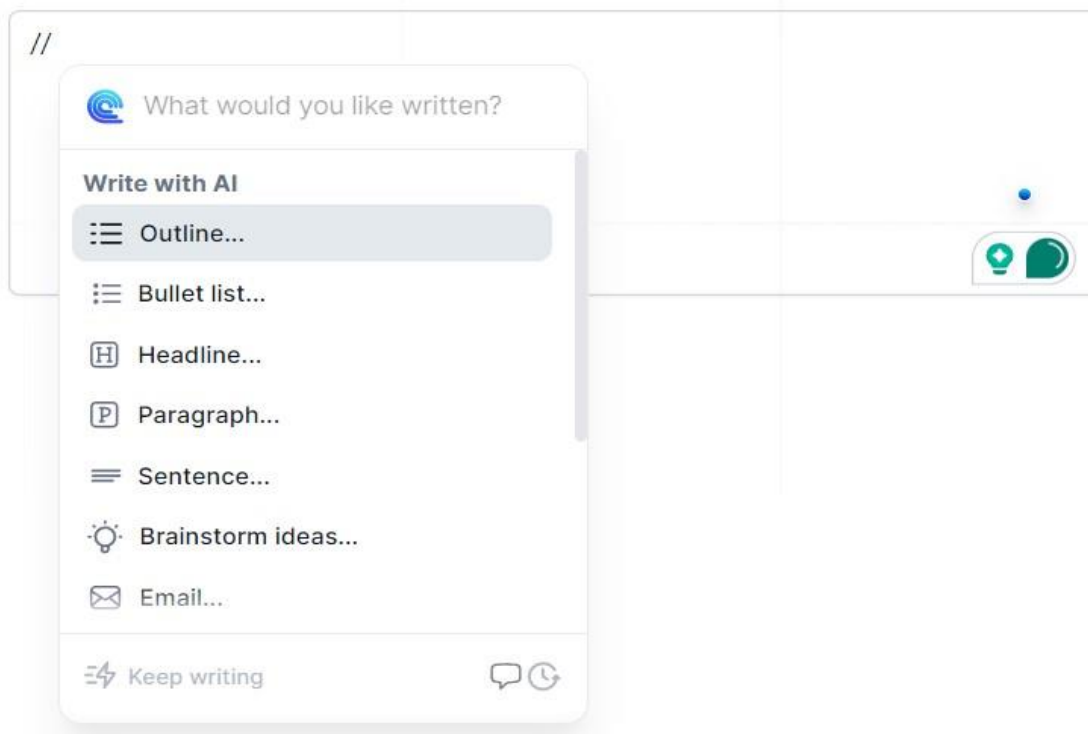 //
What would you like written?
Write with AI
Outline...
Bullet list...
Headline...
Paragraph...
Sentence...
Brainstorm ideas...
Email...
Keep writing